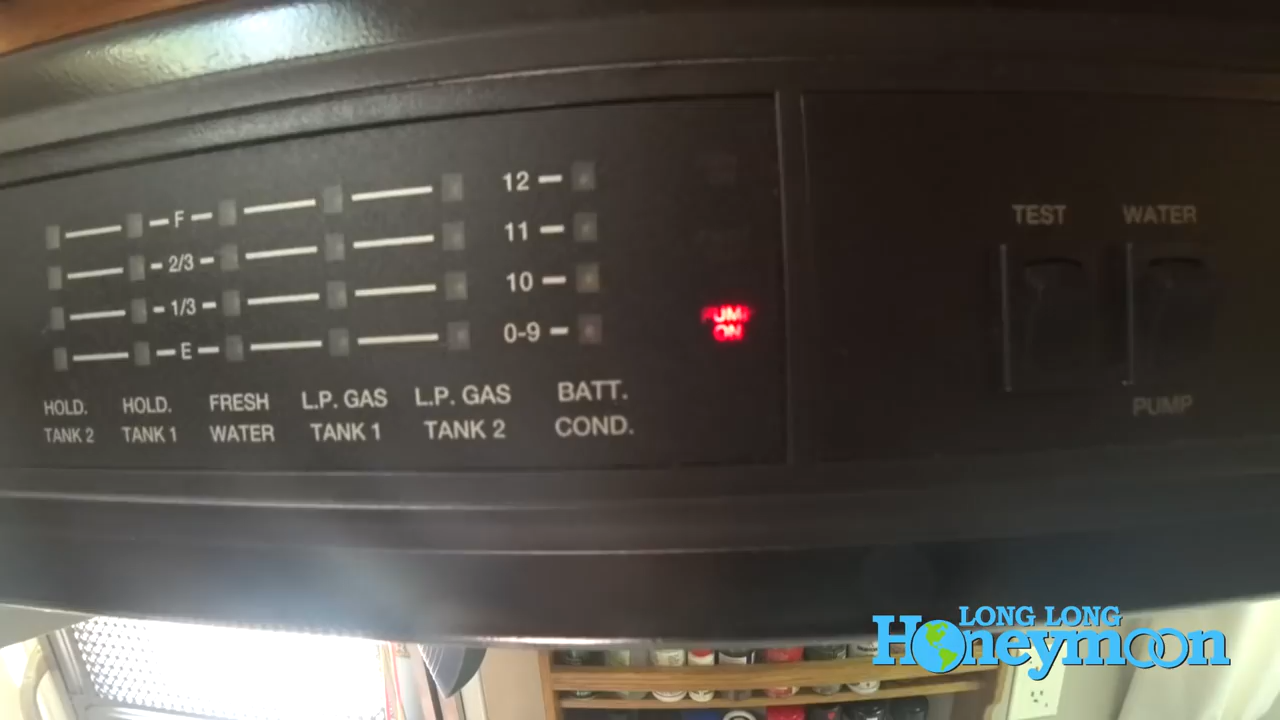 F
2/3
1/3
E
12
11
10
0-9
HOLD.
TANK 2
HOLD.
TANK 1
FRESH
WATER
L.P. GAS
TANK 1
L.P. GAS
TANK 2
BATT.
COND.
PUMP
ON
TEST
WATER
PUMP
LONG LONG
Honeymoon